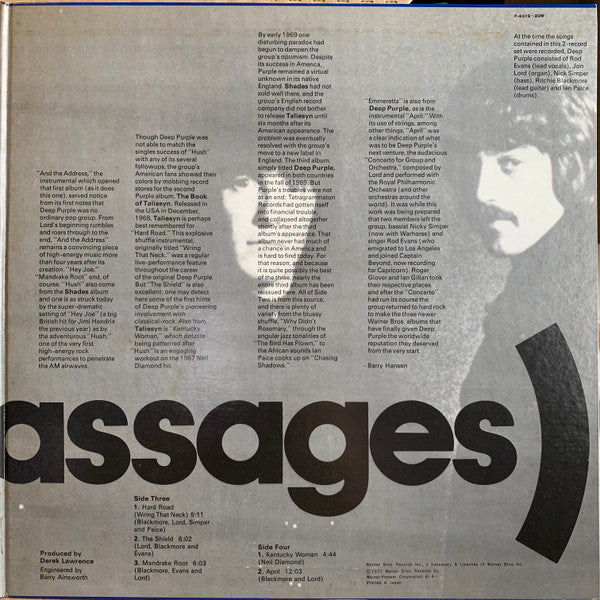 P-6319~20W
"And the Address," the
instrumental which opened
that first album (as it does
this one), served notice
from its first notes that
Deep Purple was no
ordinary pop group. From
Lord's beginning rumbles
and roars through to the
end, "And the Address"
remains a convincing piece
of high-energy music more
than four years after its
creation. "Hey Joe,"
"Mandrake Root" and, of
course, "Hush" also come
from the Shades album
and one is as struck today
by the super-dramatic
setting of "Hey Joe" (a big
British hit for Jimi Hendrix
the previous year) as by
the adventurous "Hush,"
one of the very first
high-energy rock
performances to penetrate
the AM airwaves.
Though Deep Purple was
not able to match the
singles success of "Hush"
with any of its several
followups, the group's
American fans showed their
colors by mobbing record
stores for the second
Purple album, The Book
of Taliesyn. Released in the
USA in December,
1968, Taliesyn is perhaps
best remembered for
"Hard Road." This explosive
shuffle instrumental,
originally titled "Wring
That Neck," was a regular
live-performance feature
throughout the career
of the original Deep Purple.
But "The Shield" is also
excellent; one may detect
here some of the first hints
of Deep Purple's pioneering
involvement with
classical-rock. Also from
Taliesyn is "Kentucky
Woman," which despite
being patterned after
"Hush" is an engaging
workout on the 1967 Neil
Diamond hit.
By early 1969 one
disturbing paradox had
begun to dampen the
group's optimism. Despite
its success in America,
Purple remained a virtual
unknown in its native
England. Shades had not
sold well there, and the
group's English record
company did not bother
to release Taliesyn until
six months after its
American appearance. The
problem was eventually
resolved with the group's
move to a new label in
England. The third album,
simply titled Deep Purple,
appeared in both countries
in the fall of 1969. But
Purple's troubles were not
at an end; Tetragrammaton
Records had gotten itself
into financial trouble,
and collapsed altogether
shortly after the third
album's appearance. That
album never had much of
a chance in America and
is hard to find today. For
that reason, and because
it is quite possibly the best
of the three, nearly the
entire third album has been
re-issued here. All of Side
Two is from this source,
and there is plenty of
variety, from the bluesy
shuffle, "Why Didn't
Rosemary," through the
angular jazz tonalities of
"The Bird Has Flown," to
the African sounds Ian
Paice cooks up on "Chasing
Shadows."
"Emmeratta" is also from
Deep Purple, as is the
instrumental "April." With
its use of strings, among
other things, "April" was
a clear indication of what
was to be Deep Purple's
next venture, the audacious
"Concerto for Group and
Orchestra," composed by
Lord and performed with
the Royal Philharmonic
Orchestra (and other
orchestras around the
world). It was while this
work was being prepared
that two members left the
group, bassist Nicky Simper
(now with Warhorse) and
singer Rod Evans (who
emigrated to Los Angeles
and joined Captain
Beyond, now recording
for Capricorn). Roger
Glover and Ian Gillan took
their respective places,
and after the "Concerto"
had run its course the
group returned to hard rock
to make the three newer
Warner Bros. albums that
have finally given Deep
Purple the worldwide
reputation they deserved
from the very start.
- Barry Hansen
At the time the songs
contained in this 2-record
set were recorded, Deep
Purple consisted of Rod
Evans (lead vocals), Jon
Lord (organ), Nick Simper
(bass), Ritchie Blackmore
(lead guitar) and Ian Paice
(drums).
assages)
Produced by
Derek Lawrence
Engineered by
Barry Ainsworth
Side Three
1. Hard Road
(Wring That Neck) 5:11
(Blackmore, Lord, Simper
and Paice)
2. The Shield 6:02
(Lord, Blackmore and
Evans)
3. Mandrake Root 6:03
(Blackmore, Evans and
Lord)
Side Four
1. Kentucky Woman 4:44
(Neil Diamond)
2. April 12:03
(Blackmore and Lord)
Warner Bros. Records Inc., a Subsidiary & Licensee of Warner Bros. Inc.
©1972 Warner Bros. Records Inc.
Warner-Pioneer Corporation
Printed in Japan